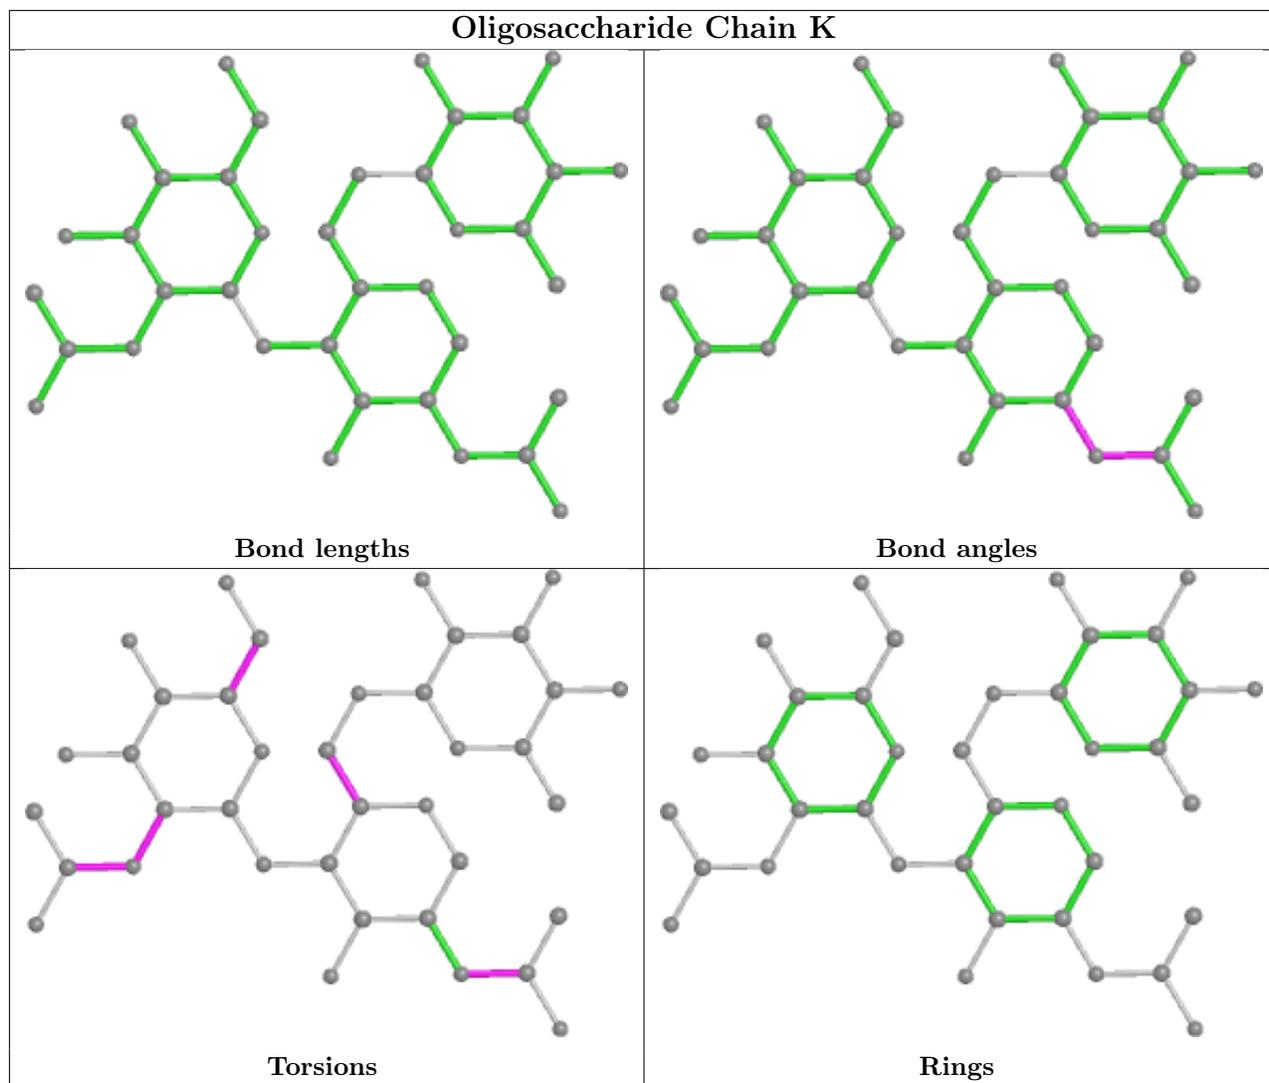 Oligosaccharide Chain K
Bond lengths
Bond angles
Torsions
Rings